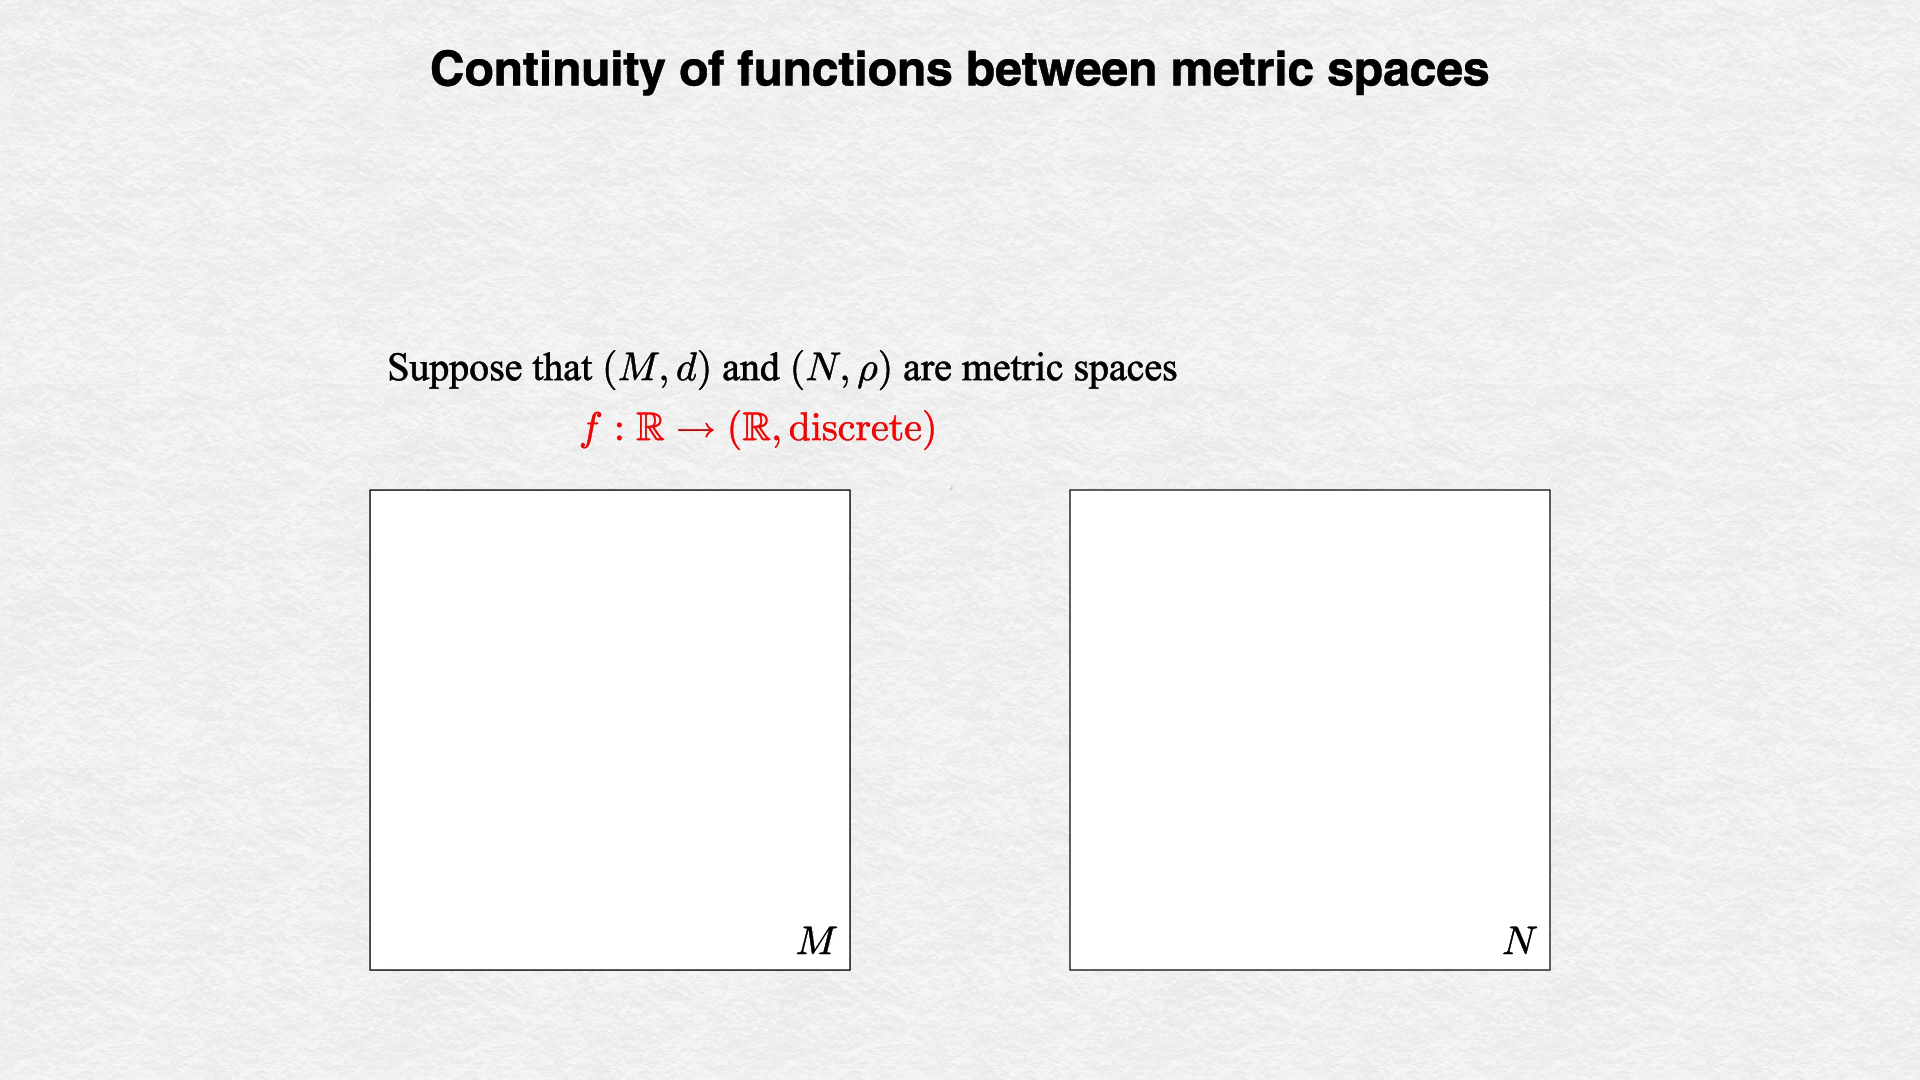 Continuity of functions between metric spaces
Suppose that (M, d) and (N, ρ) are metric spaces
f : ℝ → (ℝ, discrete)
M
N